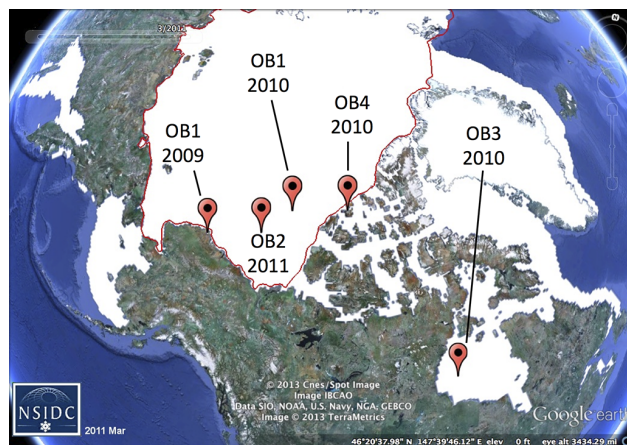 3/2011
N
OB1
2010
OB4
2010
OB3
2010
OB1
2009
OB2
2011
© 2013 Cnes/Spot Image
Image IBCAO
Data SIO, NOAA, U.S. Navy, NGA, GEBCO
Image © 2013 TerraMetrics
NSIDC
2011 Mar
Google earth
46°20'37.98" N 147°39'46.12" E elev 0 ft eye alt 3434.29 mi